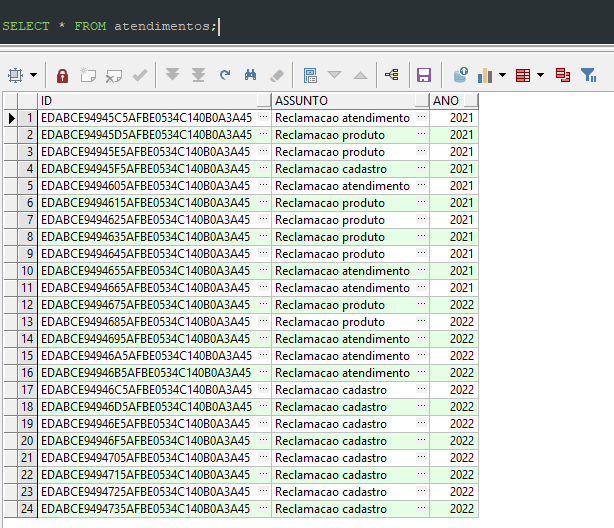 SELECT * FROM atendimentos;
ID ASSUNTO ANO
1 EDABCE94945C5AFBE0534C140B0A3A45 ··· Reclamacao atendimento ··· 2021
2 EDABCE94945D5AFBE0534C140B0A3A45 ··· Reclamacao produto ··· 2021
3 EDABCE94945E5AFBE0534C140B0A3A45 ··· Reclamacao produto ··· 2021
4 EDABCE94945F5AFBE0534C140B0A3A45 ··· Reclamacao cadastro ··· 2021
5 EDABCE9494605AFBE0534C140B0A3A45 ··· Reclamacao atendimento ··· 2021
6 EDABCE9494615AFBE0534C140B0A3A45 ··· Reclamacao produto ··· 2021
7 EDABCE9494625AFBE0534C140B0A3A45 ··· Reclamacao produto ··· 2021
8 EDABCE9494635AFBE0534C140B0A3A45 ··· Reclamacao produto ··· 2021
9 EDABCE9494645AFBE0534C140B0A3A45 ··· Reclamacao produto ··· 2021
10 EDABCE9494655AFBE0534C140B0A3A45 ··· Reclamacao atendimento ··· 2021
11 EDABCE9494665AFBE0534C140B0A3A45 ··· Reclamacao atendimento ··· 2021
12 EDABCE9494675AFBE0534C140B0A3A45 ··· Reclamacao produto ··· 2022
13 EDABCE9494685AFBE0534C140B0A3A45 ··· Reclamacao produto ··· 2022
14 EDABCE9494695AFBE0534C140B0A3A45 ··· Reclamacao atendimento ··· 2022
15 EDABCE94946A5AFBE0534C140B0A3A45 ··· Reclamacao atendimento ··· 2022
16 EDABCE94946B5AFBE0534C140B0A3A45 ··· Reclamacao atendimento ··· 2022
17 EDABCE94946C5AFBE0534C140B0A3A45 ··· Reclamacao cadastro ··· 2022
18 EDABCE94946D5AFBE0534C140B0A3A45 ··· Reclamacao cadastro ··· 2022
19 EDABCE94946E5AFBE0534C140B0A3A45 ··· Reclamacao cadastro ··· 2022
20 EDABCE94946F5AFBE0534C140B0A3A45 ··· Reclamacao cadastro ··· 2022
21 EDABCE9494705AFBE0534C140B0A3A45 ··· Reclamacao cadastro ··· 2022
22 EDABCE9494715AFBE0534C140B0A3A45 ··· Reclamacao cadastro ··· 2022
23 EDABCE9494725AFBE0534C140B0A3A45 ··· Reclamacao cadastro ··· 2022
24 EDABCE9494735AFBE0534C140B0A3A45 ··· Reclamacao cadastro ··· 2022